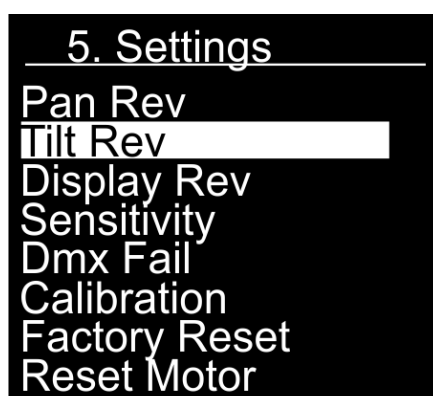 5. Settings
Pan Rev
Tilt Rev
Display Rev
Sensitivity
Dmx Fail
Calibration
Factory Reset
Reset Motor